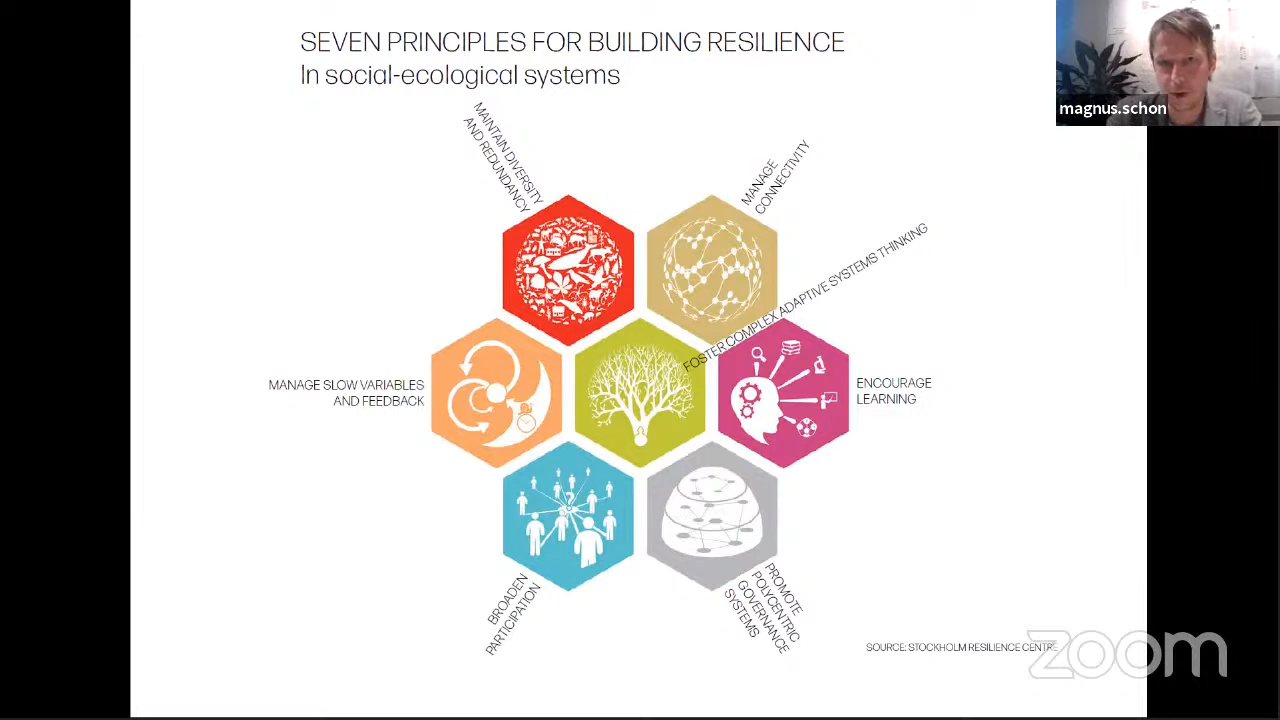 SEVEN PRINCIPLES FOR BUILDING RESILIENCE
In social-ecological systems
magnus.schon
MAINTAIN DIVERSITY
AND REDUNDANCY
MANAGE
CONNECTIVITY
FOSTER COMPLEX ADAPTIVE SYSTEMS THINKING
MANAGE SLOW VARIABLES
AND FEEDBACK
ENCOURAGE
LEARNING
BROADEN
PARTICIPATION
PROMOTE
POLYCENTRIC
GOVERNANCE
SYSTEMS
SOURCE: STOCKHOLM RESILIENCE CENTRE
zoom